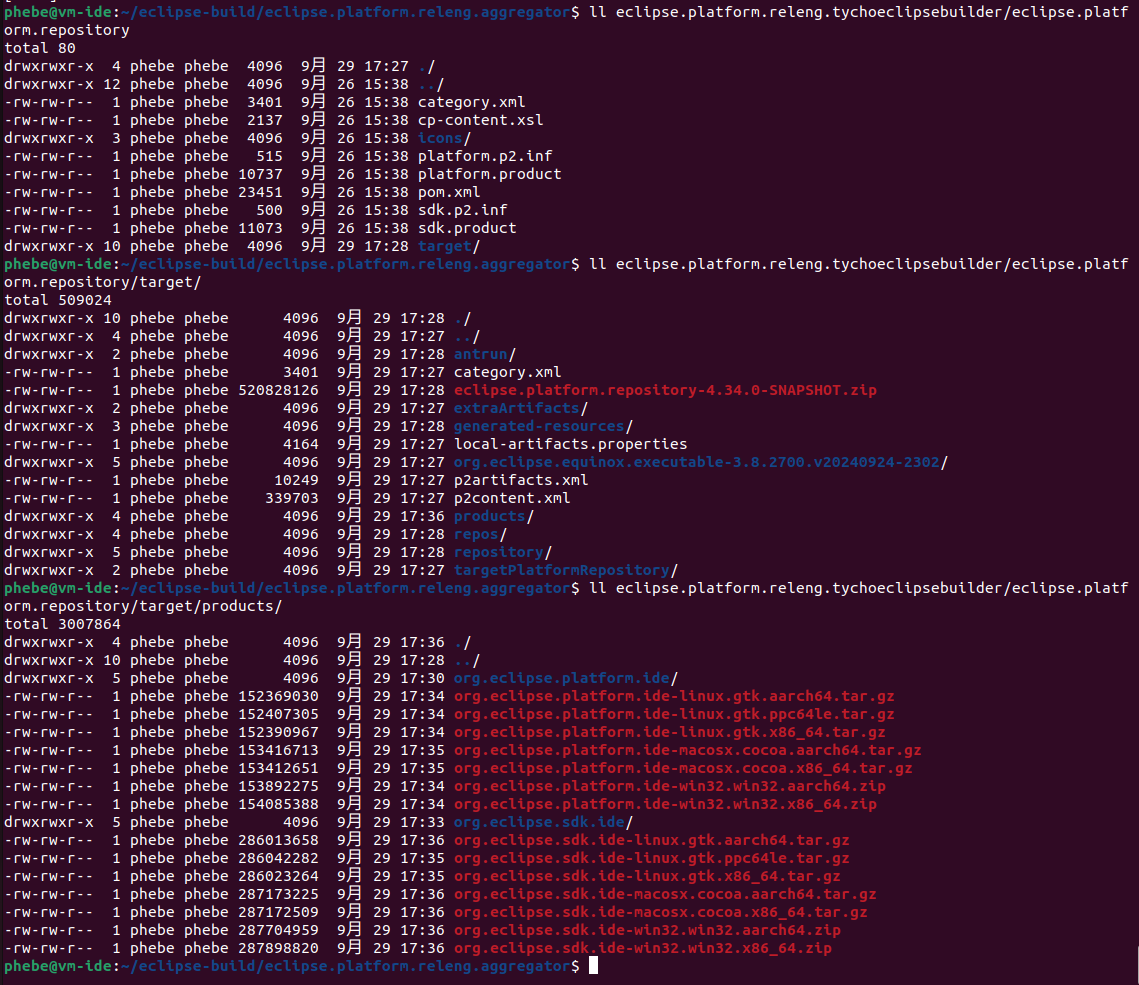 phebe@vm-ide:~/eclipse-build/eclipse.platform.releng.aggregator$ ll eclipse.platform.releng.tychoeclipsebuilder/eclipse.platf
orm.repository
total 80
drwxrwxr-x  4 phebe phebe  4096  9月 29 17:27 ./
drwxrwxr-x 12 phebe phebe  4096  9月 26 15:38 ../
-rw-rw-r--  1 phebe phebe  3401  9月 26 15:38 category.xml
-rw-rw-r--  1 phebe phebe  2137  9月 26 15:38 cp-content.xsl
drwxrwxr-x  3 phebe phebe  4096  9月 26 15:38 icons/
-rw-rw-r--  1 phebe phebe   515  9月 26 15:38 platform.p2.inf
-rw-rw-r--  1 phebe phebe 10737  9月 26 15:38 platform.product
-rw-rw-r--  1 phebe phebe 23451  9月 26 15:38 pom.xml
-rw-rw-r--  1 phebe phebe   500  9月 26 15:38 sdk.p2.inf
-rw-rw-r--  1 phebe phebe 11073  9月 26 15:38 sdk.product
drwxrwxr-x 10 phebe phebe  4096  9月 29 17:28 target/
phebe@vm-ide:~/eclipse-build/eclipse.platform.releng.aggregator$ ll eclipse.platform.releng.tychoeclipsebuilder/eclipse.platf
orm.repository/target/
total 509024
drwxrwxr-x 10 phebe phebe      4096  9月 29 17:28 ./
drwxrwxr-x  4 phebe phebe      4096  9月 29 17:27 ../
drwxrwxr-x  2 phebe phebe      4096  9月 29 17:28 antrun/
-rw-rw-r--  1 phebe phebe      3401  9月 29 17:27 category.xml
-rw-rw-r--  1 phebe phebe 520828126  9月 29 17:28 eclipse.platform.repository-4.34.0-SNAPSHOT.zip
drwxrwxr-x  2 phebe phebe      4096  9月 29 17:27 extraArtifacts/
drwxrwxr-x  3 phebe phebe      4096  9月 29 17:28 generated-resources/
-rw-rw-r--  1 phebe phebe      4164  9月 29 17:27 local-artifacts.properties
drwxrwxr-x  5 phebe phebe      4096  9月 29 17:27 org.eclipse.equinox.executable-3.8.2700.v20240924-2302/
-rw-rw-r--  1 phebe phebe     10249  9月 29 17:27 p2artifacts.xml
-rw-rw-r--  1 phebe phebe    339703  9月 29 17:27 p2content.xml
drwxrwxr-x  4 phebe phebe      4096  9月 29 17:36 products/
drwxrwxr-x  4 phebe phebe      4096  9月 29 17:28 repos/
drwxrwxr-x  5 phebe phebe      4096  9月 29 17:28 repository/
drwxrwxr-x  2 phebe phebe      4096  9月 29 17:27 targetPlatformRepository/
phebe@vm-ide:~/eclipse-build/eclipse.platform.releng.aggregator$ ll eclipse.platform.releng.tychoeclipsebuilder/eclipse.platf
orm.repository/target/products/
total 3007864
drwxrwxr-x  4 phebe phebe      4096  9月 29 17:36 ./
drwxrwxr-x 10 phebe phebe      4096  9月 29 17:28 ../
drwxrwxr-x  5 phebe phebe      4096  9月 29 17:30 org.eclipse.platform.ide/
-rw-rw-r--  1 phebe phebe 152369030  9月 29 17:34 org.eclipse.platform.ide-linux.gtk.aarch64.tar.gz
-rw-rw-r--  1 phebe phebe 152407305  9月 29 17:34 org.eclipse.platform.ide-linux.gtk.ppc64le.tar.gz
-rw-rw-r--  1 phebe phebe 152390967  9月 29 17:34 org.eclipse.platform.ide-linux.gtk.x86_64.tar.gz
-rw-rw-r--  1 phebe phebe 153416713  9月 29 17:35 org.eclipse.platform.ide-macosx.cocoa.aarch64.tar.gz
-rw-rw-r--  1 phebe phebe 153412651  9月 29 17:35 org.eclipse.platform.ide-macosx.cocoa.x86_64.tar.gz
-rw-rw-r--  1 phebe phebe 153892275  9月 29 17:34 org.eclipse.platform.ide-win32.win32.aarch64.zip
-rw-rw-r--  1 phebe phebe 154085388  9月 29 17:34 org.eclipse.platform.ide-win32.win32.x86_64.zip
drwxrwxr-x  5 phebe phebe      4096  9月 29 17:33 org.eclipse.sdk.ide/
-rw-rw-r--  1 phebe phebe 286013658  9月 29 17:36 org.eclipse.sdk.ide-linux.gtk.aarch64.tar.gz
-rw-rw-r--  1 phebe phebe 286042282  9月 29 17:35 org.eclipse.sdk.ide-linux.gtk.ppc64le.tar.gz
-rw-rw-r--  1 phebe phebe 286023264  9月 29 17:35 org.eclipse.sdk.ide-linux.gtk.x86_64.tar.gz
-rw-rw-r--  1 phebe phebe 287173225  9月 29 17:36 org.eclipse.sdk.ide-macosx.cocoa.aarch64.tar.gz
-rw-rw-r--  1 phebe phebe 287172509  9月 29 17:36 org.eclipse.sdk.ide-macosx.cocoa.x86_64.tar.gz
-rw-rw-r--  1 phebe phebe 287704959  9月 29 17:36 org.eclipse.sdk.ide-win32.win32.aarch64.zip
-rw-rw-r--  1 phebe phebe 287898820  9月 29 17:36 org.eclipse.sdk.ide-win32.win32.x86_64.zip
phebe@vm-ide:~/eclipse-build/eclipse.platform.releng.aggregator$